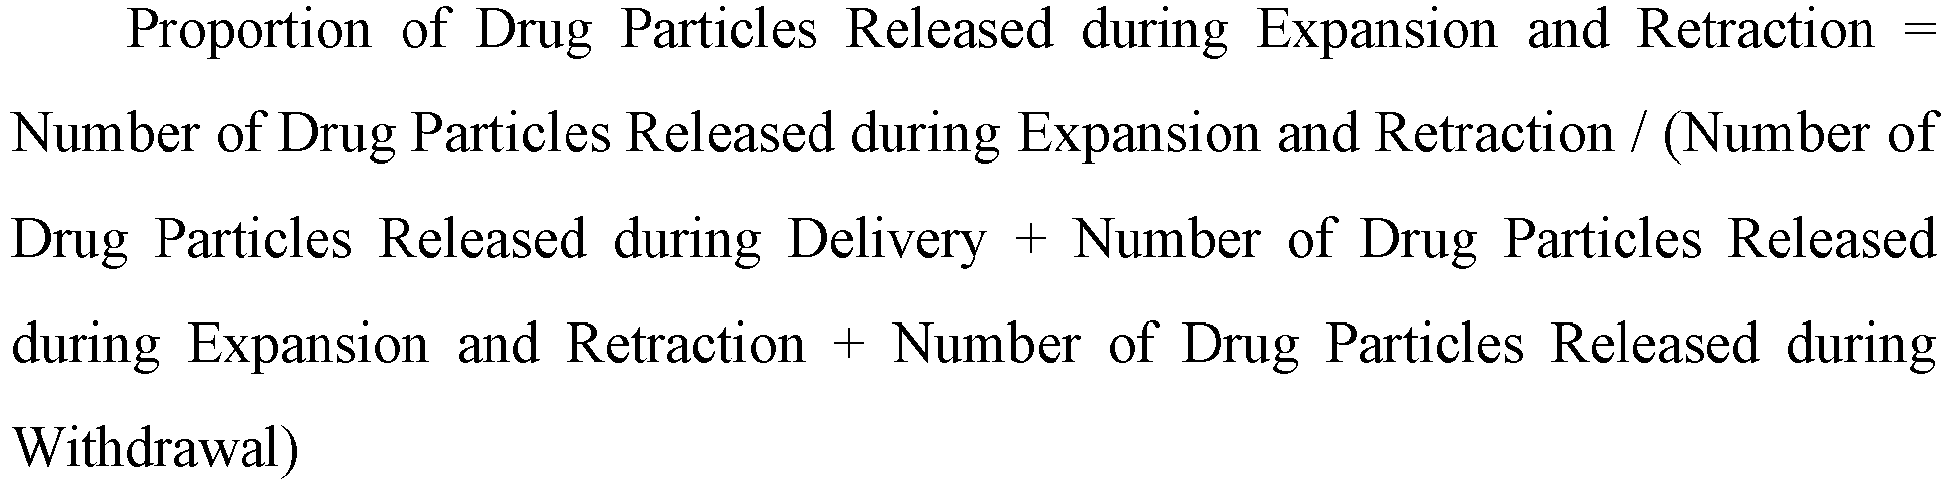 Proportion of Drug Particles Released during Expansion and Retraction =
Number of Drug Particles Released during Expansion and Retraction / (Number of
Drug Particles Released during Delivery + Number of Drug Particles Released
during Expansion and Retraction + Number of Drug Particles Released during
Withdrawal)